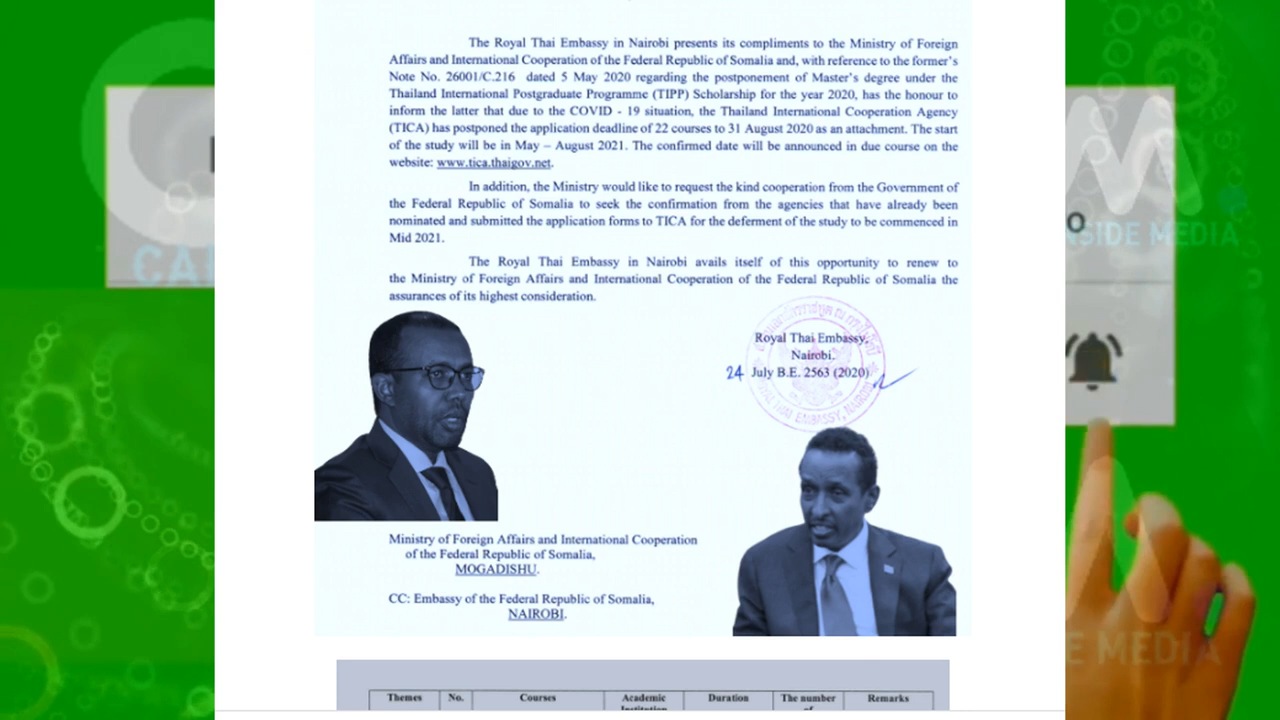 The Royal Thai Embassy in Nairobi presents its compliments to the Ministry of Foreign
Affairs and International Cooperation of the Federal Republic of Somalia and, with reference to the former's
Note No. 26001/C.216 dated 5 May 2020 regarding the postponement of Master's degree under the
Thailand International Postgraduate Programme (TIPP) Scholarship for the year 2020, has the honour to
inform the latter that due to the COVID - 19 situation, the Thailand International Cooperation Agency
(TICA) has postponed the application deadline of 22 courses to 31 August 2020 as an attachment. The start
of the study will be in May – August 2021. The confirmed date will be announced in due course on the
website: www.tica.thaigov.net.
In addition, the Ministry would like to request the kind cooperation from the Government of
the Federal Republic of Somalia to seek the confirmation from the agencies that have already been
nominated and submitted the application forms to TICA for the deferment of the study to be commenced in
Mid 2021.
The Royal Thai Embassy in Nairobi avails itself of this opportunity to renew to
the Ministry of Foreign Affairs and International Cooperation of the Federal Republic of Somalia the
assurances of its highest consideration.
Royal Thai Embassy,
Nairobi.
24 July B.E. 2563 (2020)
ROYAL THAI EMBASSY, NAIROBI
Ministry of Foreign Affairs and International Cooperation
of the Federal Republic of Somalia,
MOGADISHU.
CC: Embassy of the Federal Republic of Somalia,
NAIROBI.
Themes No. Courses Academic Duration The number Remarks
Institution of
CA
M
NSIDE MEDIA
E MEDIA